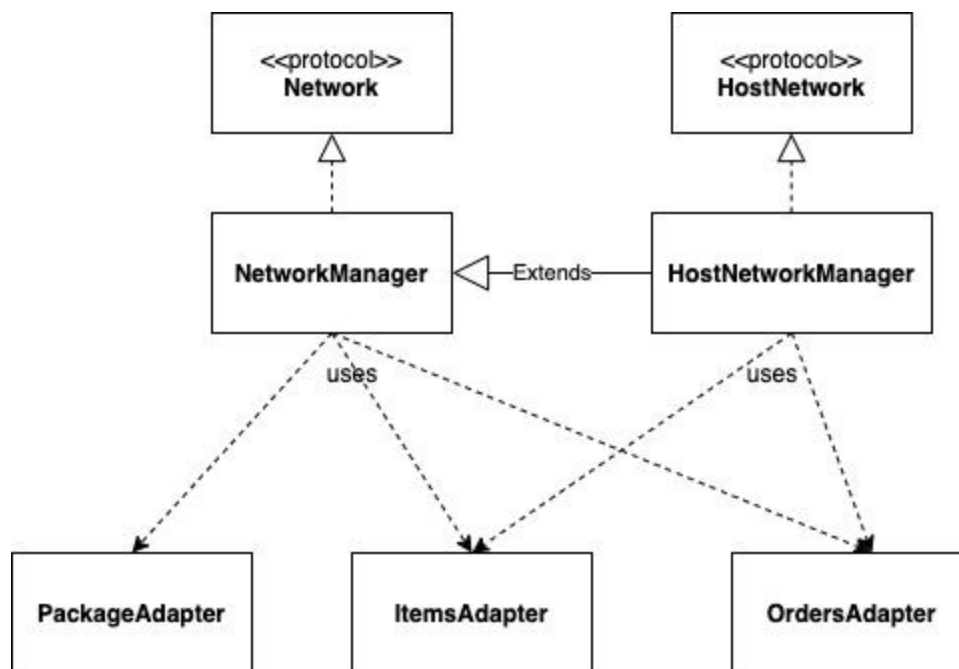 <<protocol>>
Network
<<protocol>>
HostNetwork
NetworkManager
Extends
HostNetworkManager
uses
uses
PackageAdapter
ItemsAdapter
OrdersAdapter